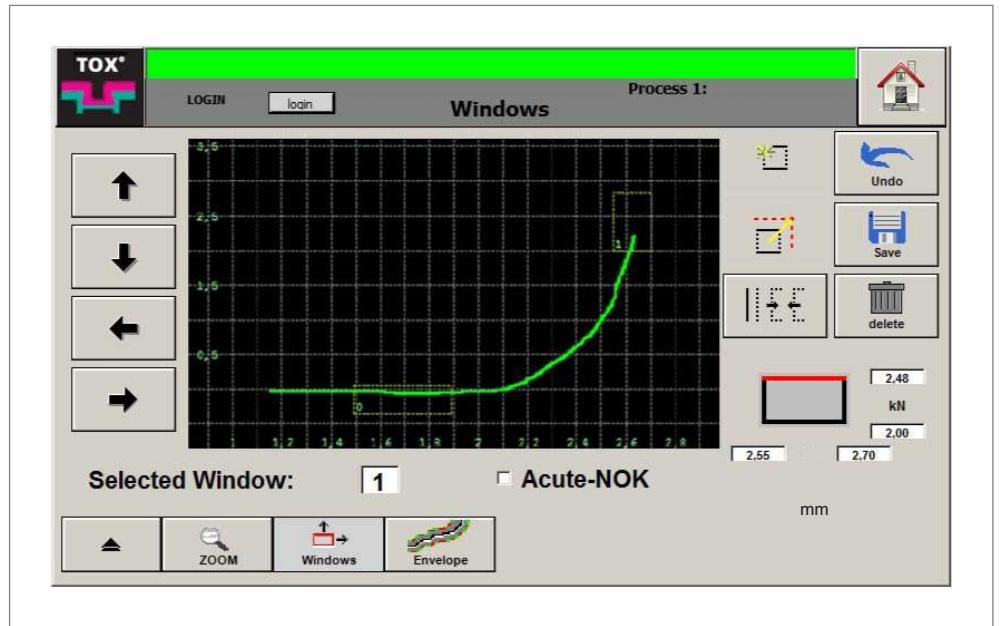 TOX®
LOGIN
login
Windows
Process 1:
3,5
2,5
1,5
0,5
1
0
1 1,2 1,4 1,6 1,8 2 2,2 2,4 2,6 2,8
Undo
Save
delete
2,48
kN
2,00
2,55
2,70
mm
Selected Window: 1
Acute-NOK
ZOOM
Windows
Envelope